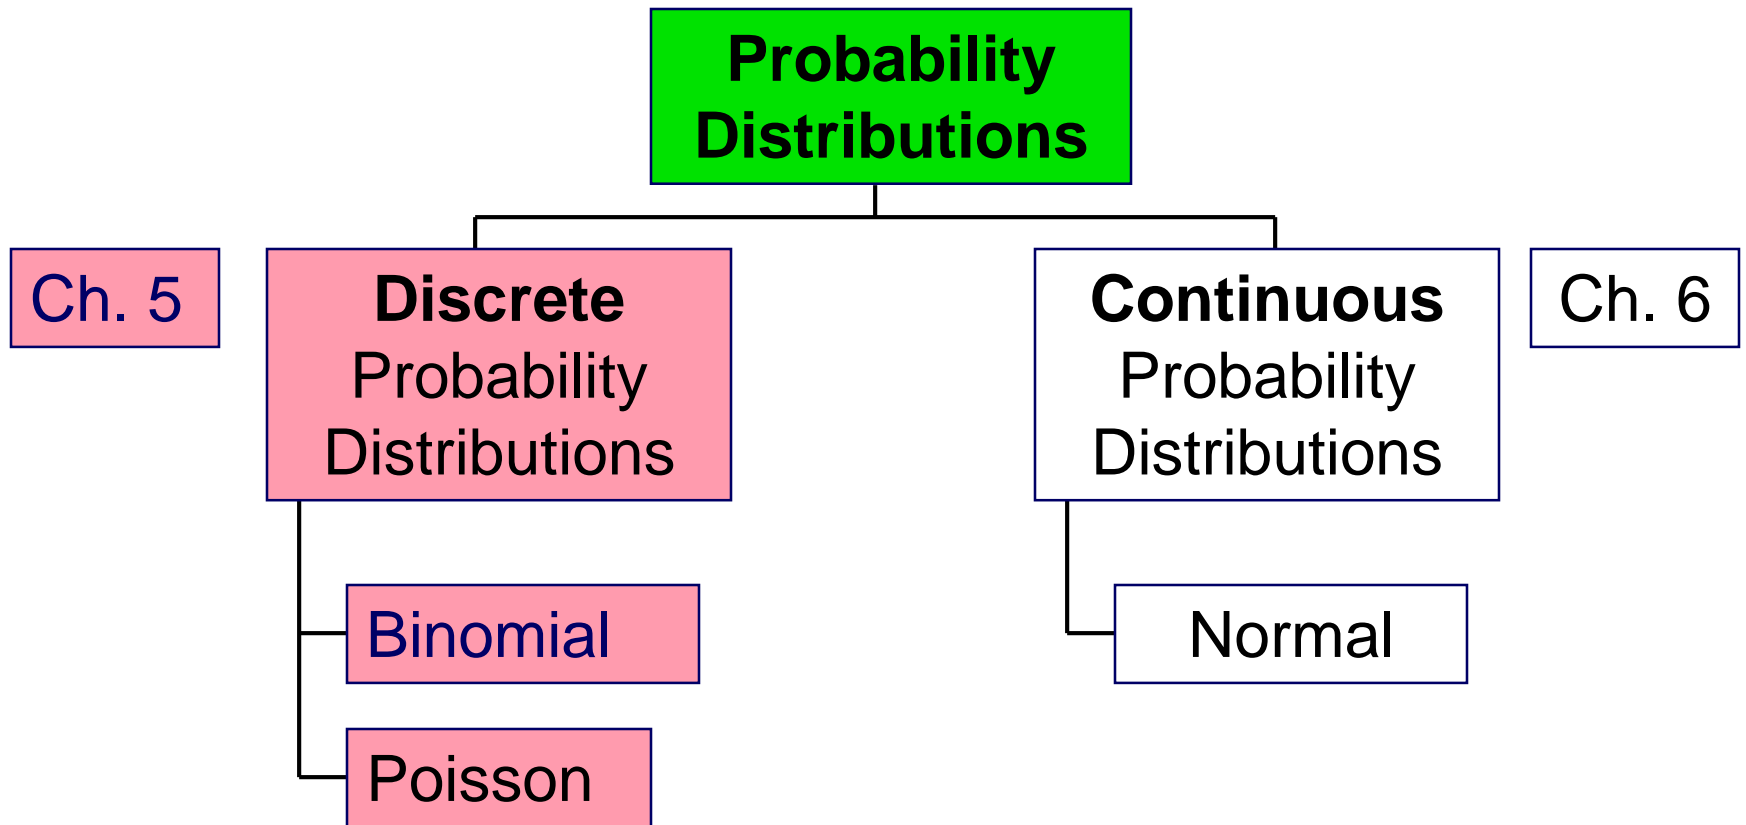 Probability
Distributions
Ch. 5
Discrete
Probability
Distributions
Continuous
Probability
Distributions
Ch. 6
Binomial
Normal
Poisson